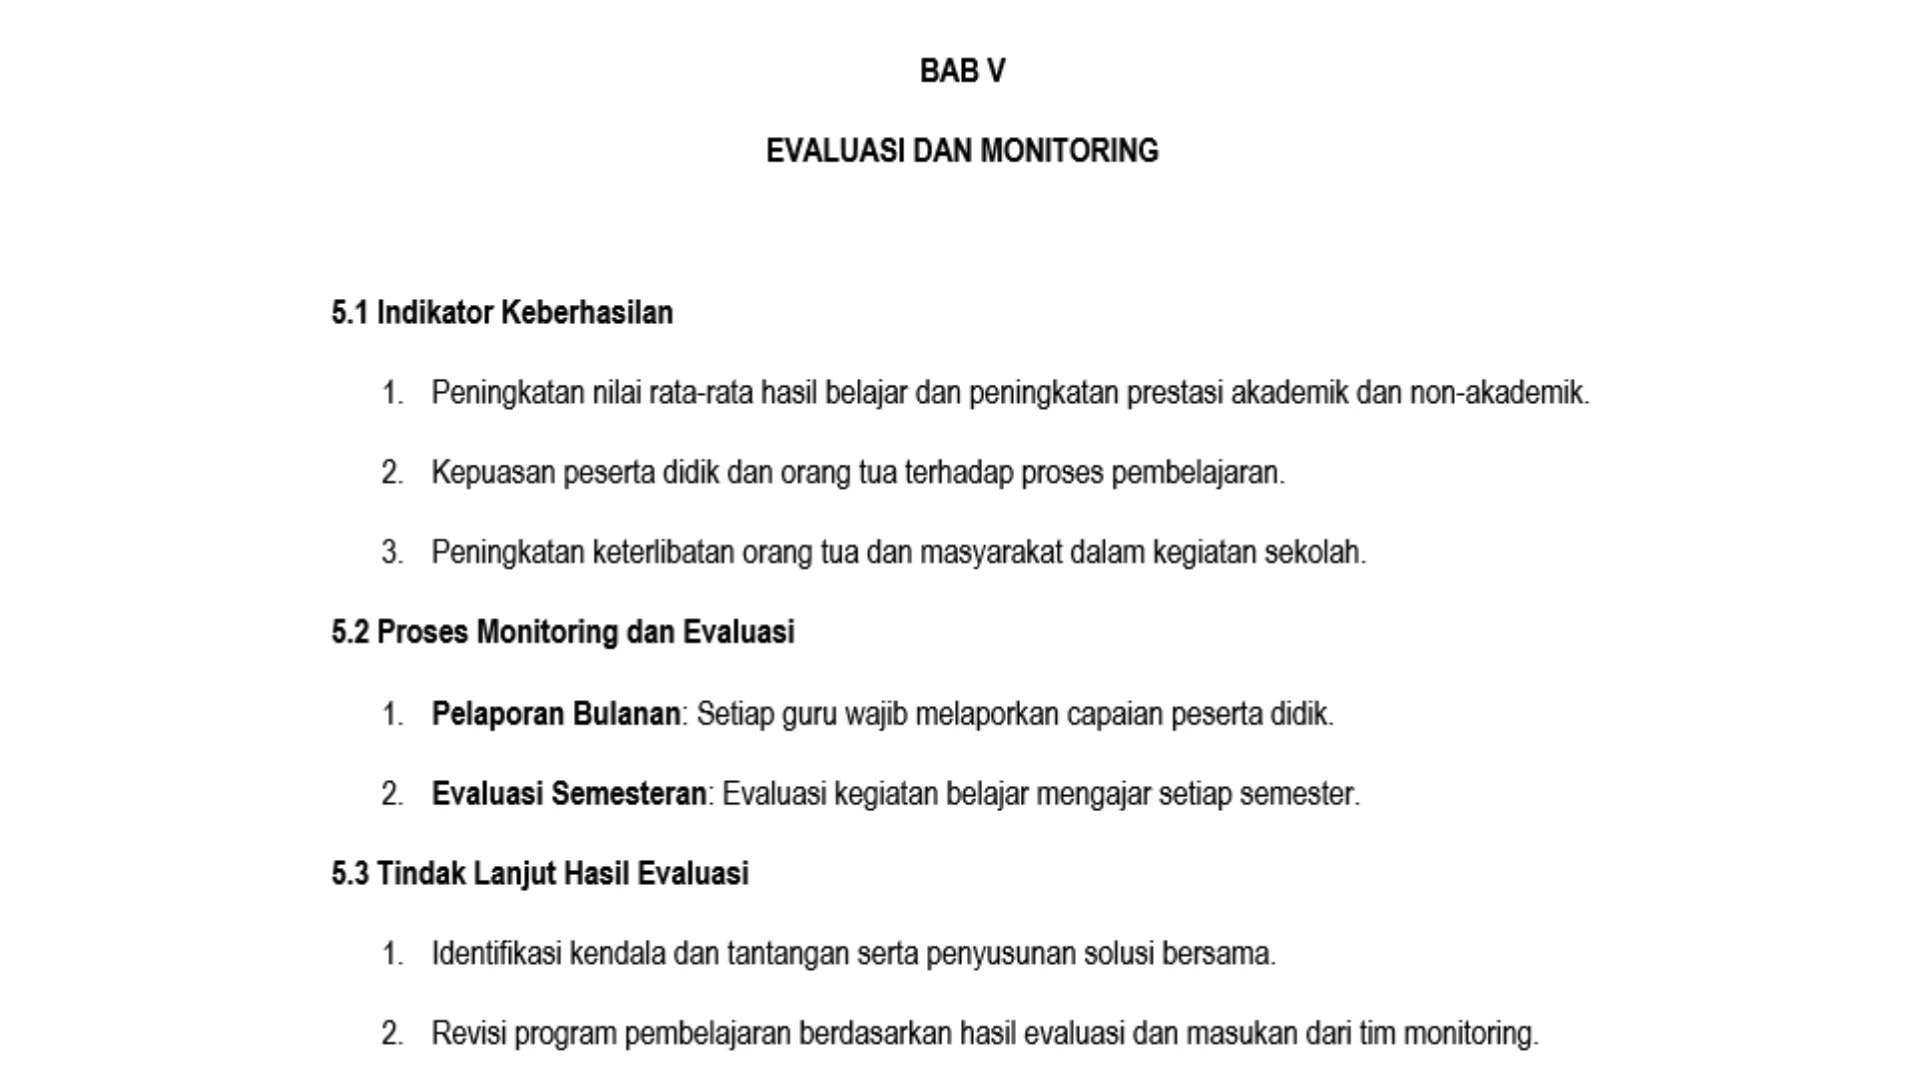 BAB V
EVALUASI DAN MONITORING
5.1 Indikator Keberhasilan
1. Peningkatan nilai rata-rata hasil belajar dan peningkatan prestasi akademik dan non-akademik.
2. Kepuasan peserta didik dan orang tua terhadap proses pembelajaran.
3. Peningkatan keterlibatan orang tua dan masyarakat dalam kegiatan sekolah.
5.2 Proses Monitoring dan Evaluasi
1. Pelaporan Bulanan: Setiap guru wajib melaporkan capaian peserta didik.
2. Evaluasi Semesteran: Evaluasi kegiatan belajar mengajar setiap semester.
5.3 Tindak Lanjut Hasil Evaluasi
1. Identifikasi kendala dan tantangan serta penyusunan solusi bersama.
2. Revisi program pembelajaran berdasarkan hasil evaluasi dan masukan dari tim monitoring.